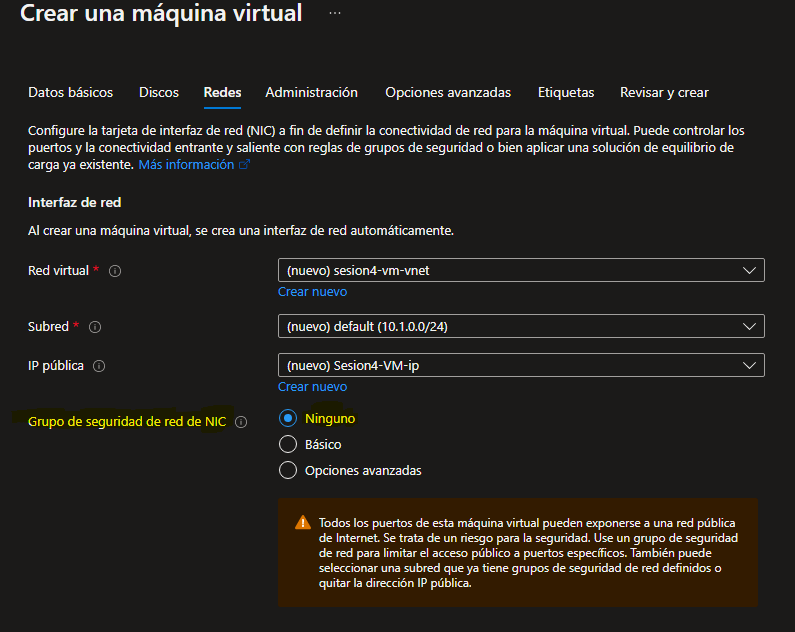 Crear una máquina virtual ...
Datos básicos Discos Redes Administración Opciones avanzadas Etiquetas Revisar y crear
Configure la tarjeta de interfaz de red (NIC) a fin de definir la conectividad de red para la máquina virtual. Puede controlar los
puertos y la conectividad entrante y saliente con reglas de grupos de seguridad o bien aplicar una solución de equilibrio de
carga ya existente. Más información
Interfaz de red
Al crear una máquina virtual, se crea una interfaz de red automáticamente.
Red virtual * (nuevo) sesion4-vm-vnet
Crear nuevo
Subred * (nuevo) default (10.1.0.0/24)
IP pública (nuevo) Sesion4-VM-ip
Crear nuevo
Grupo de seguridad de red de NIC Ninguno
Básico
Opciones avanzadas
Todos los puertos de esta máquina virtual pueden exponerse a una red pública
de Internet. Se trata de un riesgo para la seguridad. Use un grupo de seguridad
de red para limitar el acceso público a puertos específicos. También puede
seleccionar una subred que ya tiene grupos de seguridad de red definidos o
quitar la dirección IP pública.